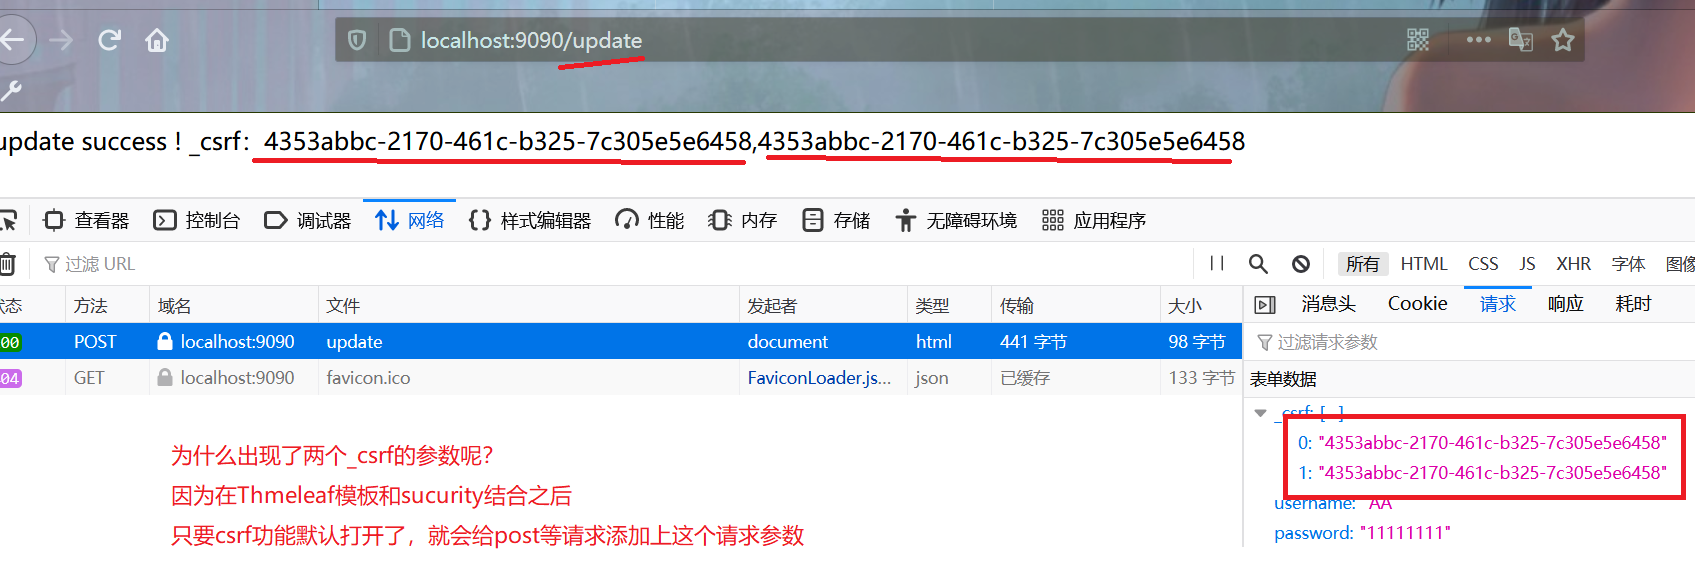 localhost:9090/update
update success ! _csrf：4353abbc-2170-461c-b325-7c305e5e6458,4353abbc-2170-461c-b325-7c305e5e6458
查看器 控制台 调试器 网络 样式编辑器 性能 内存 存储 无障碍环境 应用程序
过滤 URL 所有 HTML CSS JS XHR 字体 图像
态 方法 域名 文件 发起者 类型 传输 大小 消息头 Cookie 请求 响应 耗时
00 POST localhost:9090 update document html 441 字节 98 字节 过滤请求参数
04 GET localhost:9090 favicon.ico FaviconLoader.js... json 已缓存 133 字节 表单数据
_csrf: […]
0: "4353abbc-2170-461c-b325-7c305e5e6458"
1: "4353abbc-2170-461c-b325-7c305e5e6458"
username: "AA
password: "11111111"
为什么出现了两个_csrf的参数呢?
因为在Thmeleaf模板和sucurity结合之后
只要csrf功能默认打开了，就会给post等请求添加上这个请求参数